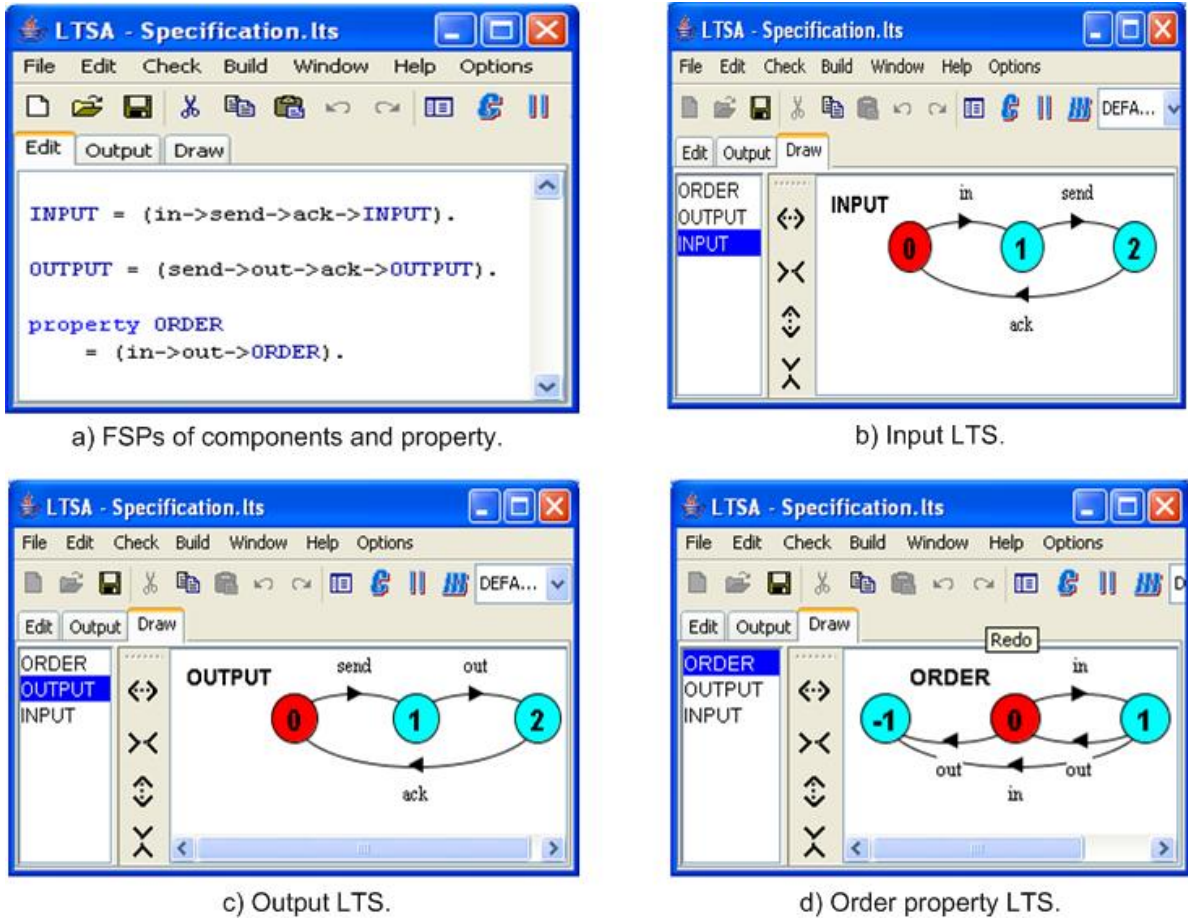 LTSA - Specification.lts
File Edit Check Build Window Help Options
Edit Output Draw
INPUT = (in->send->ack->INPUT).
OUTPUT = (send->out->ack->OUTPUT).
property ORDER
= (in->out->ORDER).
a) FSPs of components and property.
LTSA - Specification.lts
File Edit Check Build Window Help Options
DEFA...
Edit Output Draw
ORDER
OUTPUT
INPUT
INPUT
in
send
0
1
2
ack
b) Input LTS.
LTSA - Specification.lts
File Edit Check Build Window Help Options
DEFA...
Edit Output Draw
ORDER
OUTPUT
INPUT
OUTPUT
send
out
0
1
2
ack
c) Output LTS.
LTSA - Specification.lts
File Edit Check Build Window Help Options
D
Edit Output Draw
Redo
ORDER
OUTPUT
INPUT
ORDER
in
-1
0
1
out
out
in
d) Order property LTS.